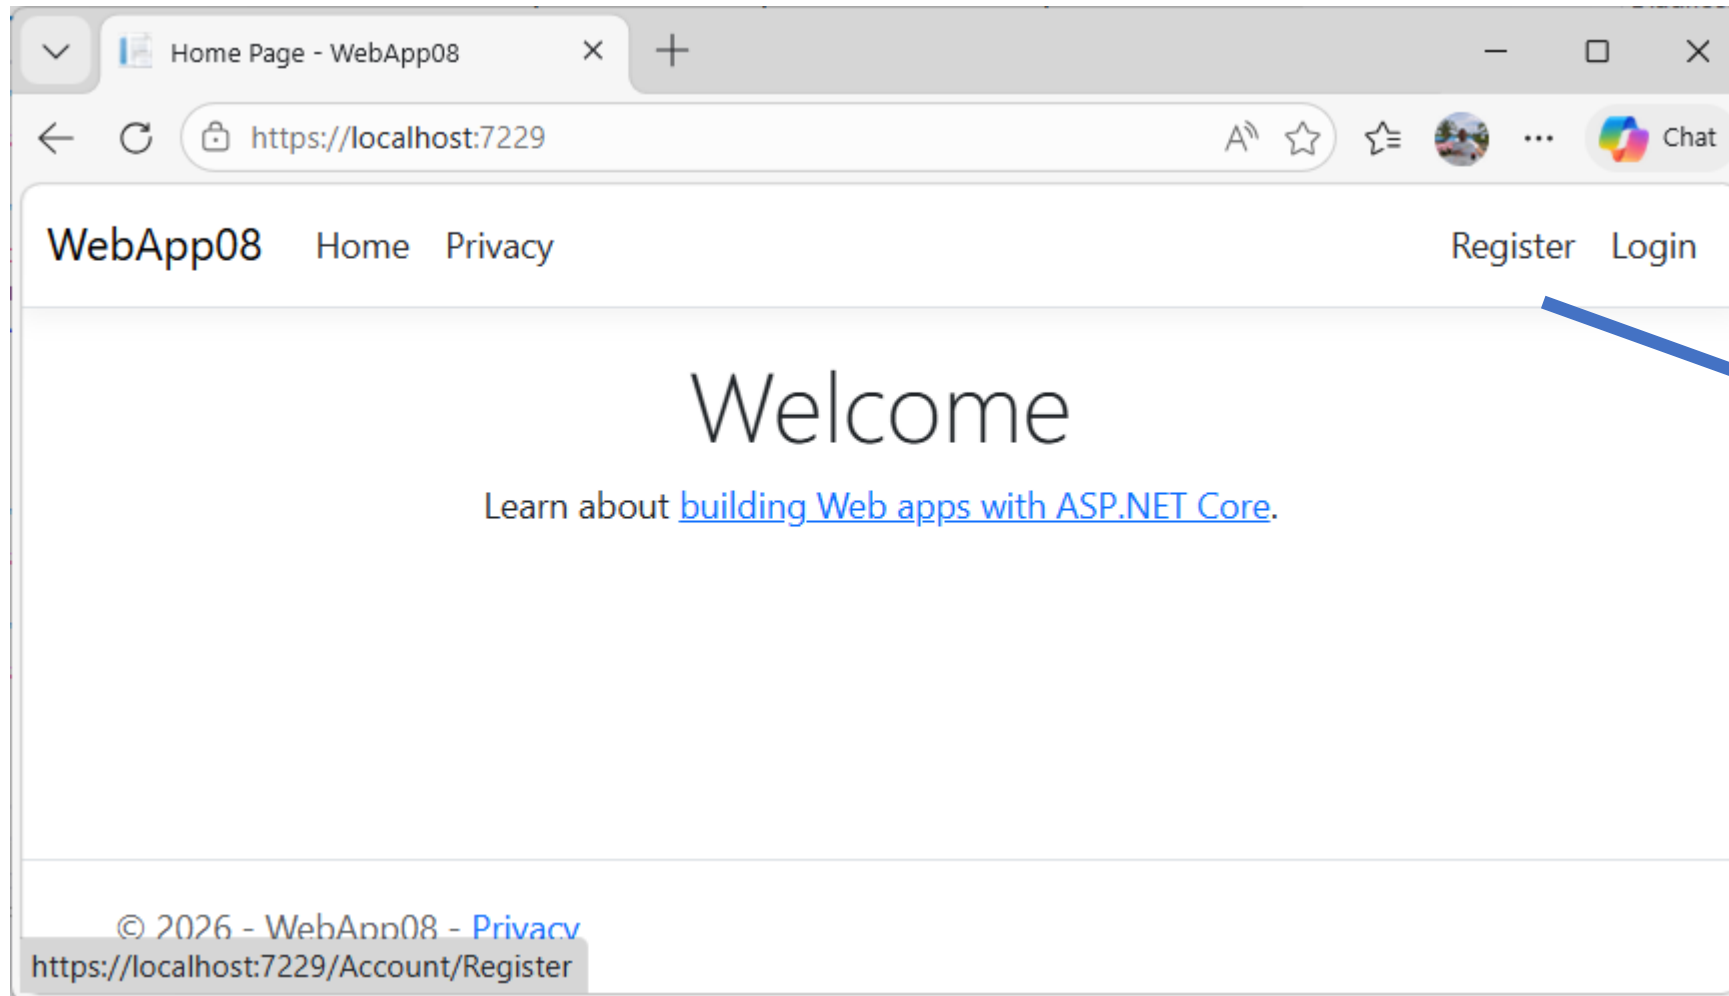 Home Page - WebApp08
https://localhost:7229
Chat
WebApp08 Home Privacy Register Login
Welcome
Learn about building Web apps with ASP.NET Core.
© 2026 - WebApp08 - Privacy
https://localhost:7229/Account/Register